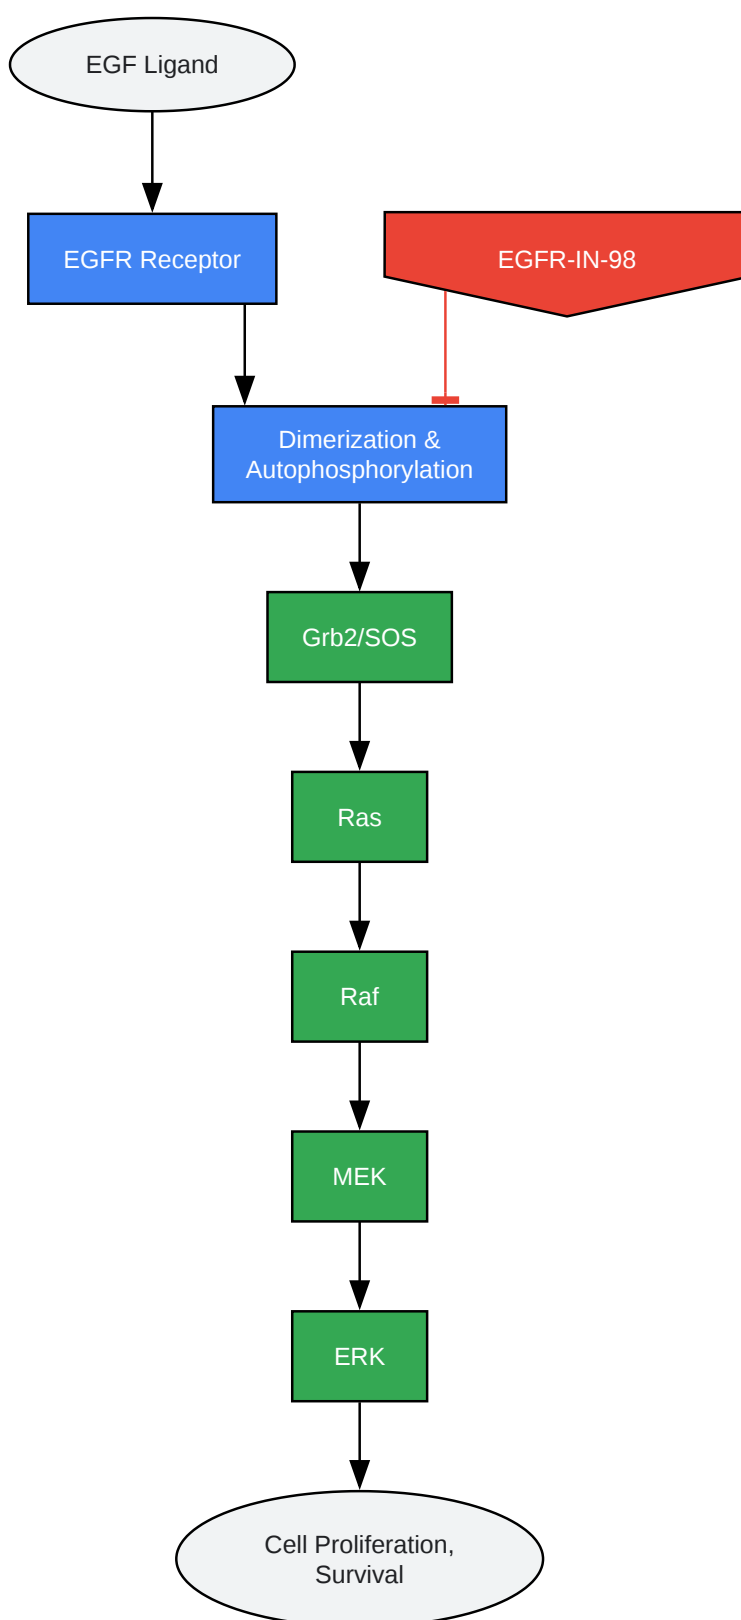 EGF Ligand
EGFR Receptor
EGFR-IN-98
Dimerization &
Autophosphorylation
Grb2/SOS
Ras
Raf
MEK
ERK
Cell Proliferation,
Survival